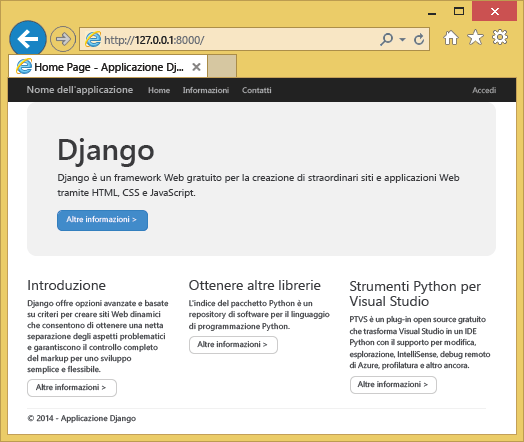 http://127.0.0.1:8000/
Home Page - Applicazione Dj...
Nome dell'applicazione Home Informazioni Contatti Accedi
Django
Django è un framework Web gratuito per la creazione di straordinari siti e applicazioni Web
tramite HTML, CSS e JavaScript.
Altre informazioni >
Introduzione
Django offre opzioni avanzate e basate
su criteri per creare siti Web dinamici
che consentono di ottenere una netta
separazione degli aspetti problematici
e garantiscono il controllo completo
del markup per uno sviluppo
semplice e flessibile.
Altre informazioni >
Ottenere altre librerie
L'indice del pacchetto Python è un
repository di software per il linguaggio
di programmazione Python.
Altre informazioni >
Strumenti Python per
Visual Studio
PTVS è un plug-in open source gratuito
che trasforma Visual Studio in un IDE
Python con il supporto per modifica,
esplorazione, IntelliSense, debug remoto
di Azure, profilatura e altro ancora.
Altre informazioni >
© 2014 - Applicazione Django